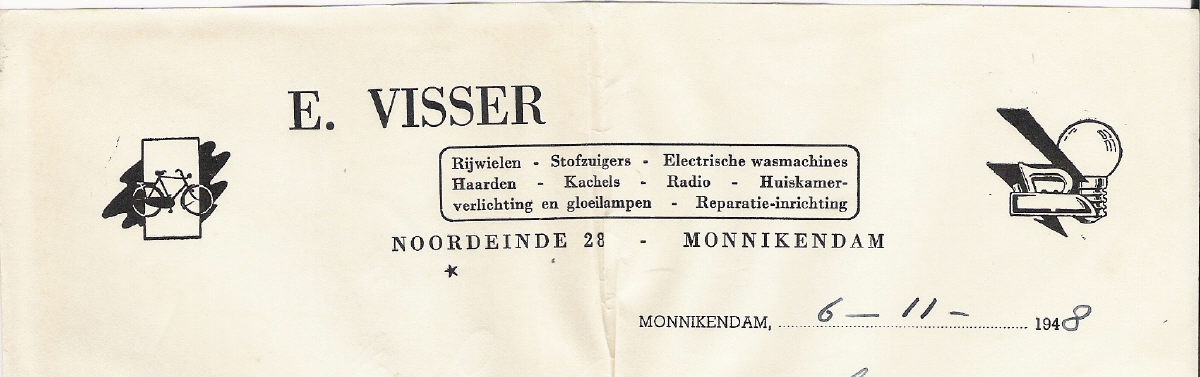 E. VISSER
Rijwielen - Stofzuigers - Electrische wasmachines
Haarden - Kachels - Radio - Huiskamer-
verlichting en gloeilampen - Reparatie-inrichting
NOORDEINDE 28 - MONNIKENDAM
MONNIKENDAM, 6 - 11 - 1948